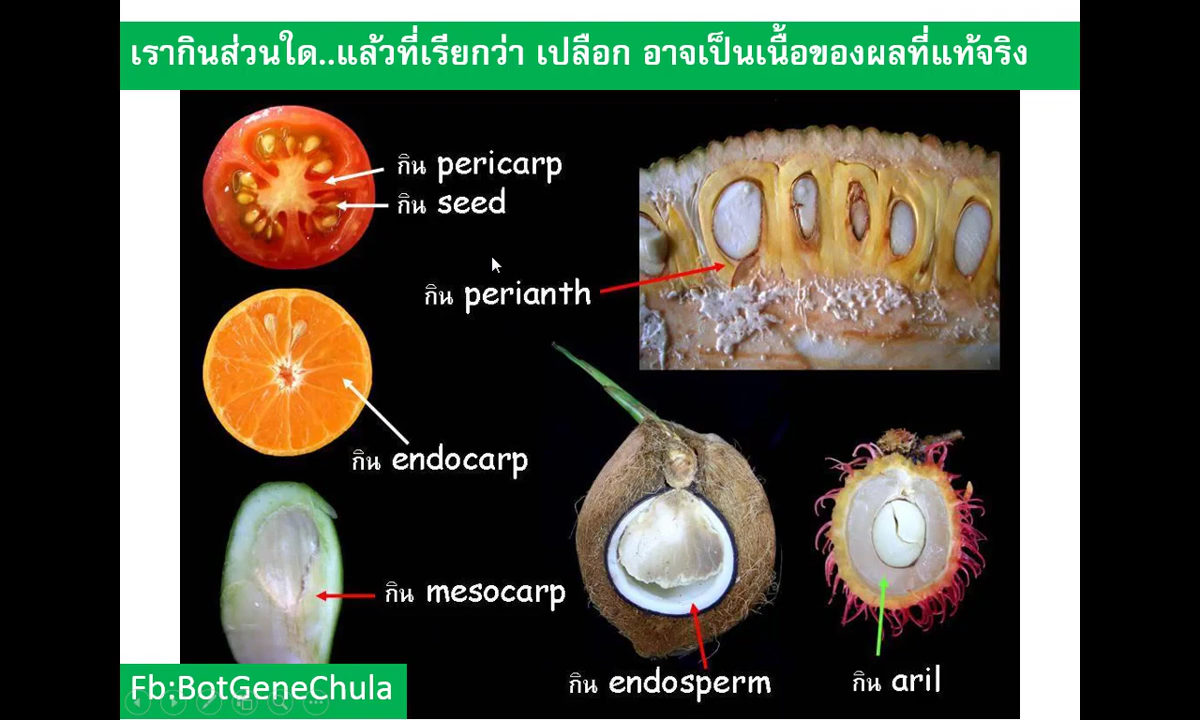 เรากินส่วนใด..แล้วที่เรียกว่า เปลือก อาจเป็นเนื้อของผลที่แท้จริง
กิน pericarp
กิน seed
กิน perianth
กิน endocarp
กิน mesocarp
กิน endosperm
กิน aril
Fb:BotGeneChula